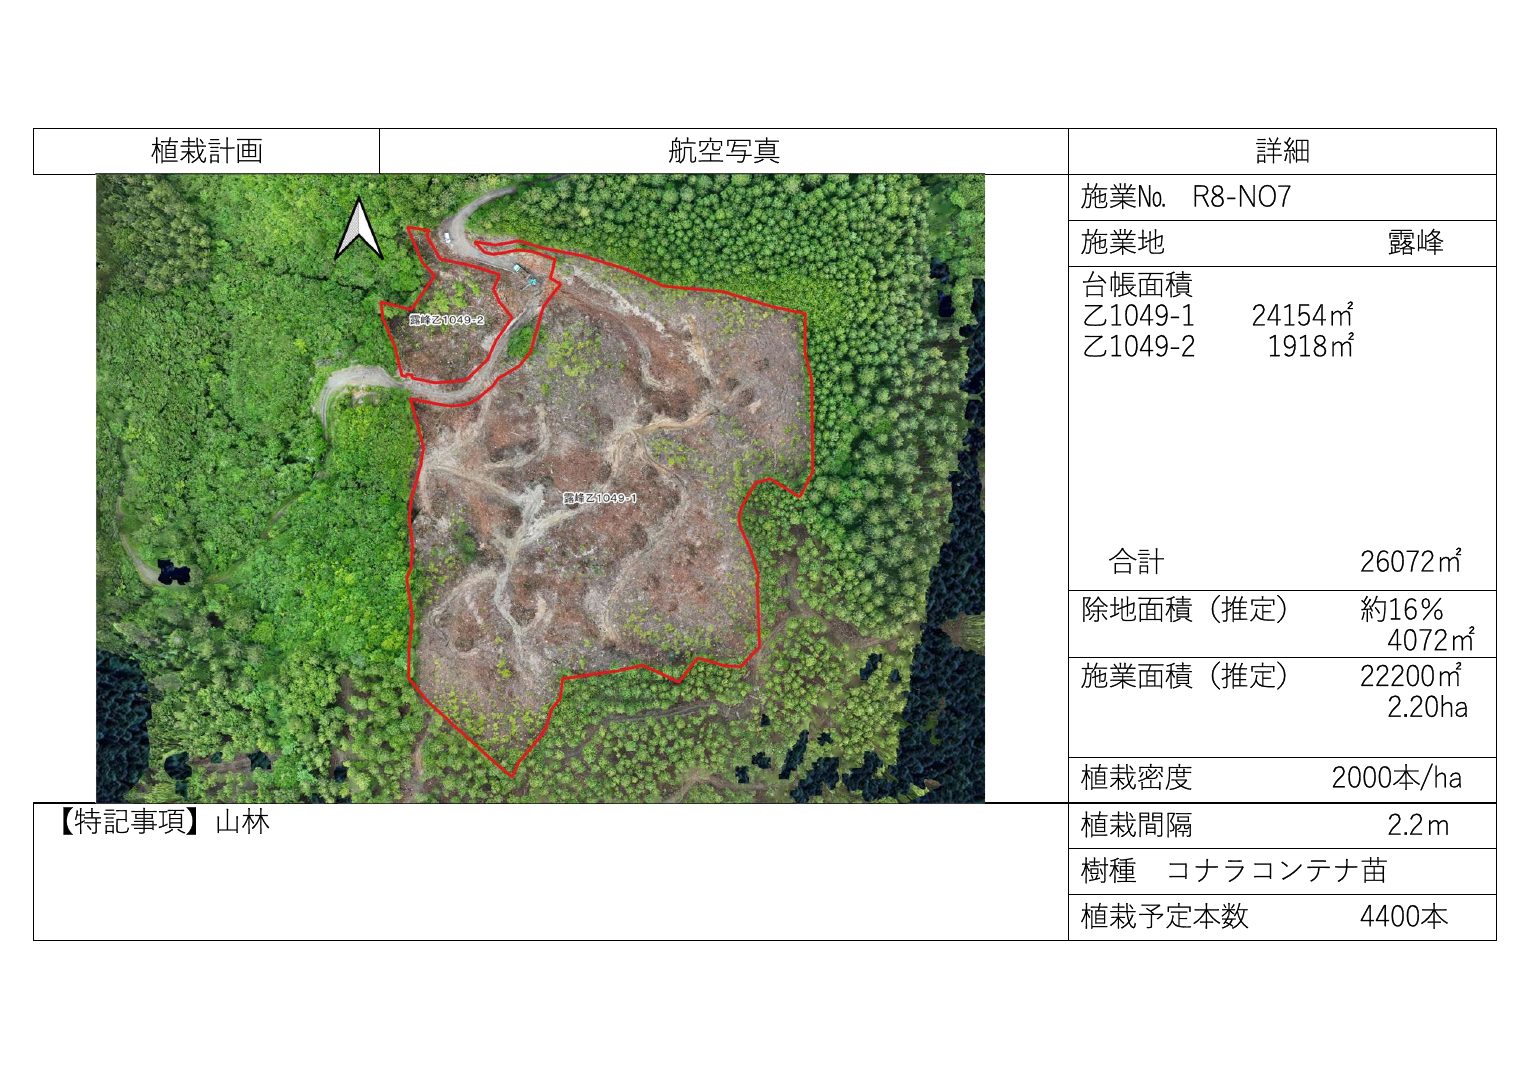 植栽計画
航空写真
詳細
露峰乙1049-2
露峰乙1049-1
施業№ R8-NO7
施業地 露峰
台帳面積
乙1049-1 24154㎡
乙1049-2 1918㎡
合計 26072㎡
除地面積（推定） 約16%
4072㎡
施業面積（推定） 22200㎡
2.20ha
植栽密度 2000本/ha
【特記事項】山林
植栽間隔 2.2m
樹種 コナラコンテナ苗
植栽予定本数 4400本